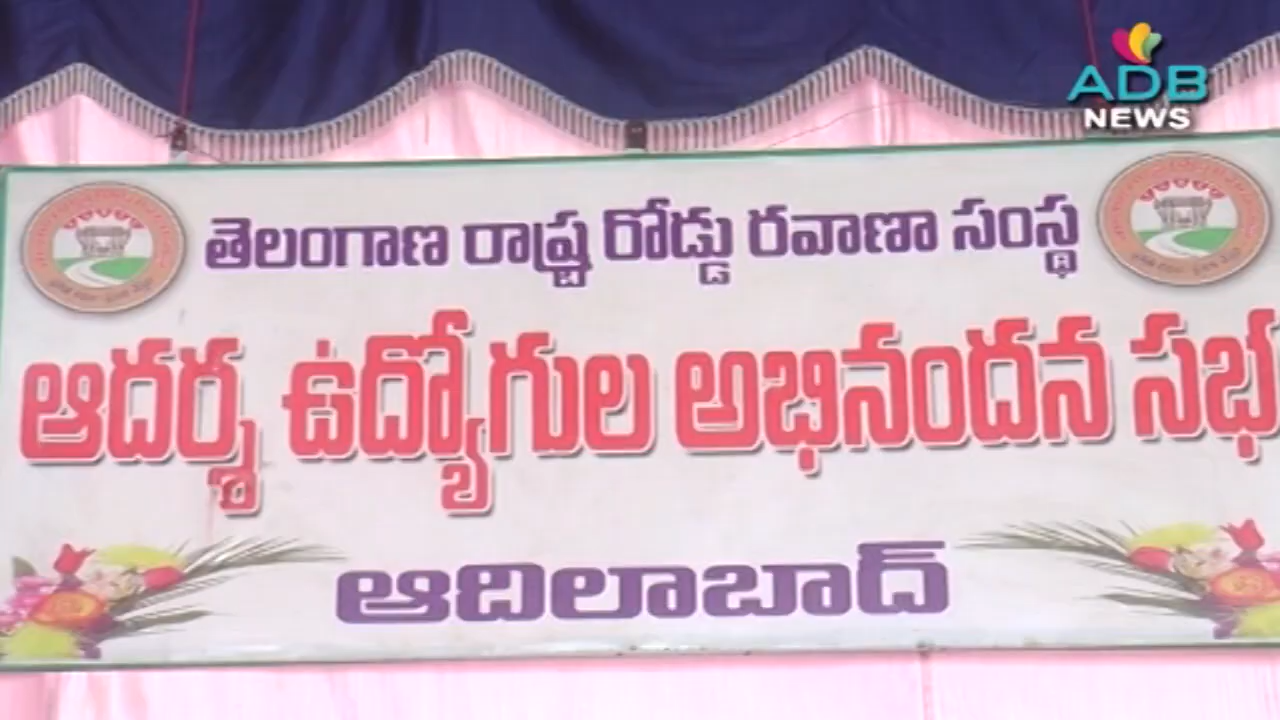 ADB
NEWS
తెలంగాణ రాష్ట్ర రోడ్డు రవాణా సంస్థ
ఆదర్శ ఉద్యోగుల అభినందన సభ
ఆదిలాబాద్